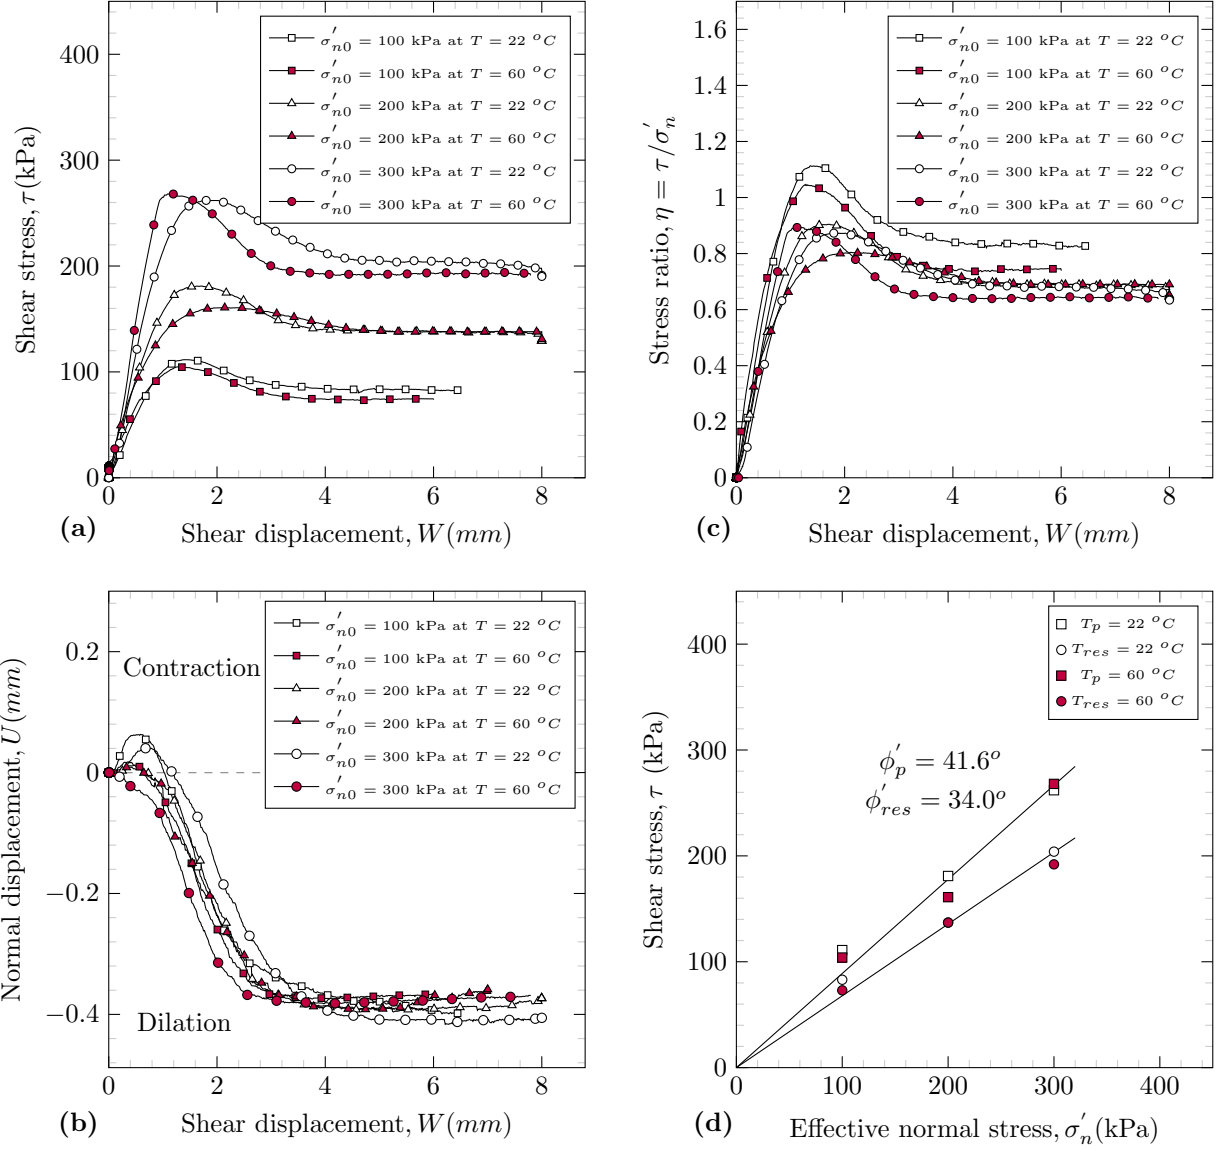 σ'n0 = 100 kPa at T = 22 °C
σ'n0 = 100 kPa at T = 60 °C
σ'n0 = 200 kPa at T = 22 °C
σ'n0 = 200 kPa at T = 60 °C
σ'n0 = 300 kPa at T = 22 °C
σ'n0 = 300 kPa at T = 60 °C
400
300
200
100
0
Shear stress, τ(kPa)
0 2 4 6 8
(a) Shear displacement, W(mm)
σ'n0 = 100 kPa at T = 22 °C
σ'n0 = 100 kPa at T = 60 °C
σ'n0 = 200 kPa at T = 22 °C
σ'n0 = 200 kPa at T = 60 °C
σ'n0 = 300 kPa at T = 22 °C
σ'n0 = 300 kPa at T = 60 °C
1.6
1.4
1.2
1
0.8
0.6
0.4
0.2
0
Stress ratio, η = τ/σ'n
0 2 4 6 8
(c) Shear displacement, W(mm)
σ'n0 = 100 kPa at T = 22 °C
σ'n0 = 100 kPa at T = 60 °C
σ'n0 = 200 kPa at T = 22 °C
σ'n0 = 200 kPa at T = 60 °C
σ'n0 = 300 kPa at T = 22 °C
σ'n0 = 300 kPa at T = 60 °C
0.2
0
−0.2
−0.4
Normal displacement, U(mm)
Contraction
Dilation
0 2 4 6 8
(b) Shear displacement, W(mm)
Tp = 22 °C
Tres = 22 °C
Tp = 60 °C
Tres = 60 °C
ϕ'p = 41.6°
ϕ'res = 34.0°
400
300
200
100
0
Shear stress, τ (kPa)
0 100 200 300 400
(d) Effective normal stress, σ'n(kPa)